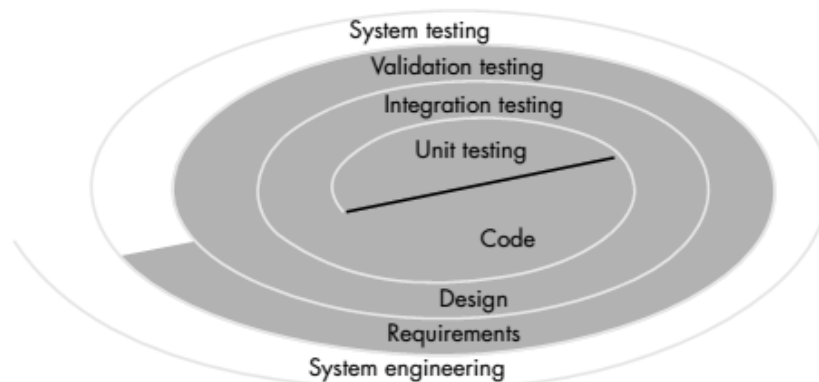 System testing
Validation testing
Integration testing
Unit testing
Code
Design
Requirements
System engineering